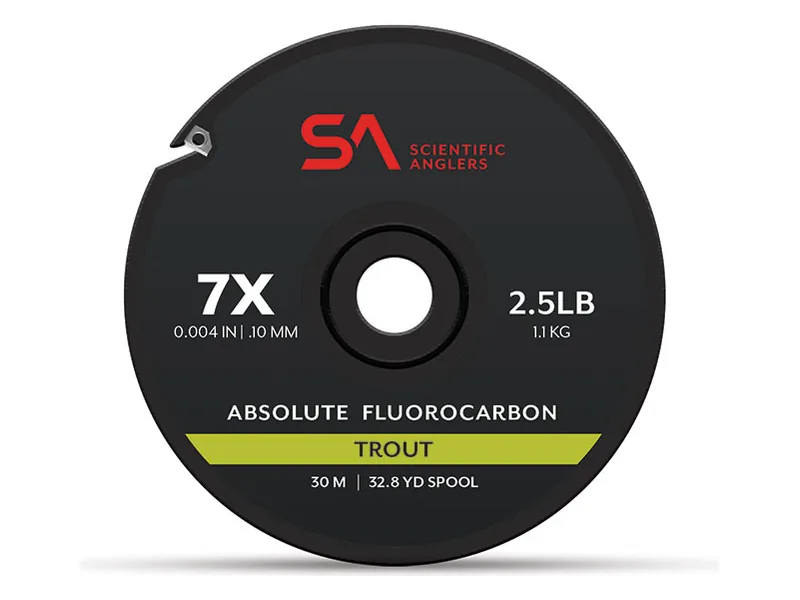 SA SCIENTIFIC
ANGLERS
7X
0.004 IN | .10 MM
2.5LB
1.1 KG
ABSOLUTE FLUOROCARBON
TROUT
30 M | 32.8 YD SPOOL